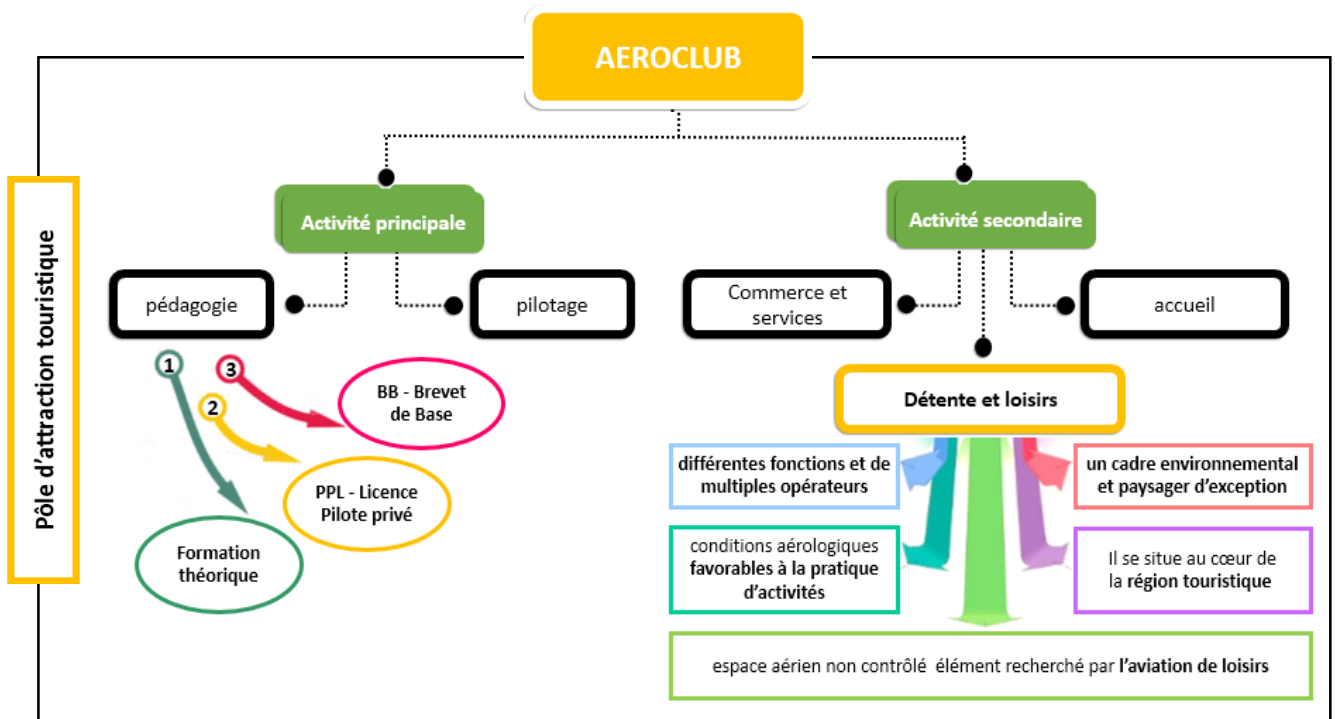 AEROCLUB
Pôle d'attraction touristique
Activité principale
Activité secondaire
pédagogie
pilotage
Commerce et
services
accueil
1
3
2
BB - Brevet
de Base
PPL - Licence
Pilote privé
Formation
théorique
Détente et loisirs
différentes fonctions et de
multiples opérateurs
un cadre environnemental
et paysager d'exception
conditions aérologiques
favorables à la pratique
d'activités
Il se situe au cœur de
la région touristique
espace aérien non contrôlé élément recherché par l'aviation de loisirs